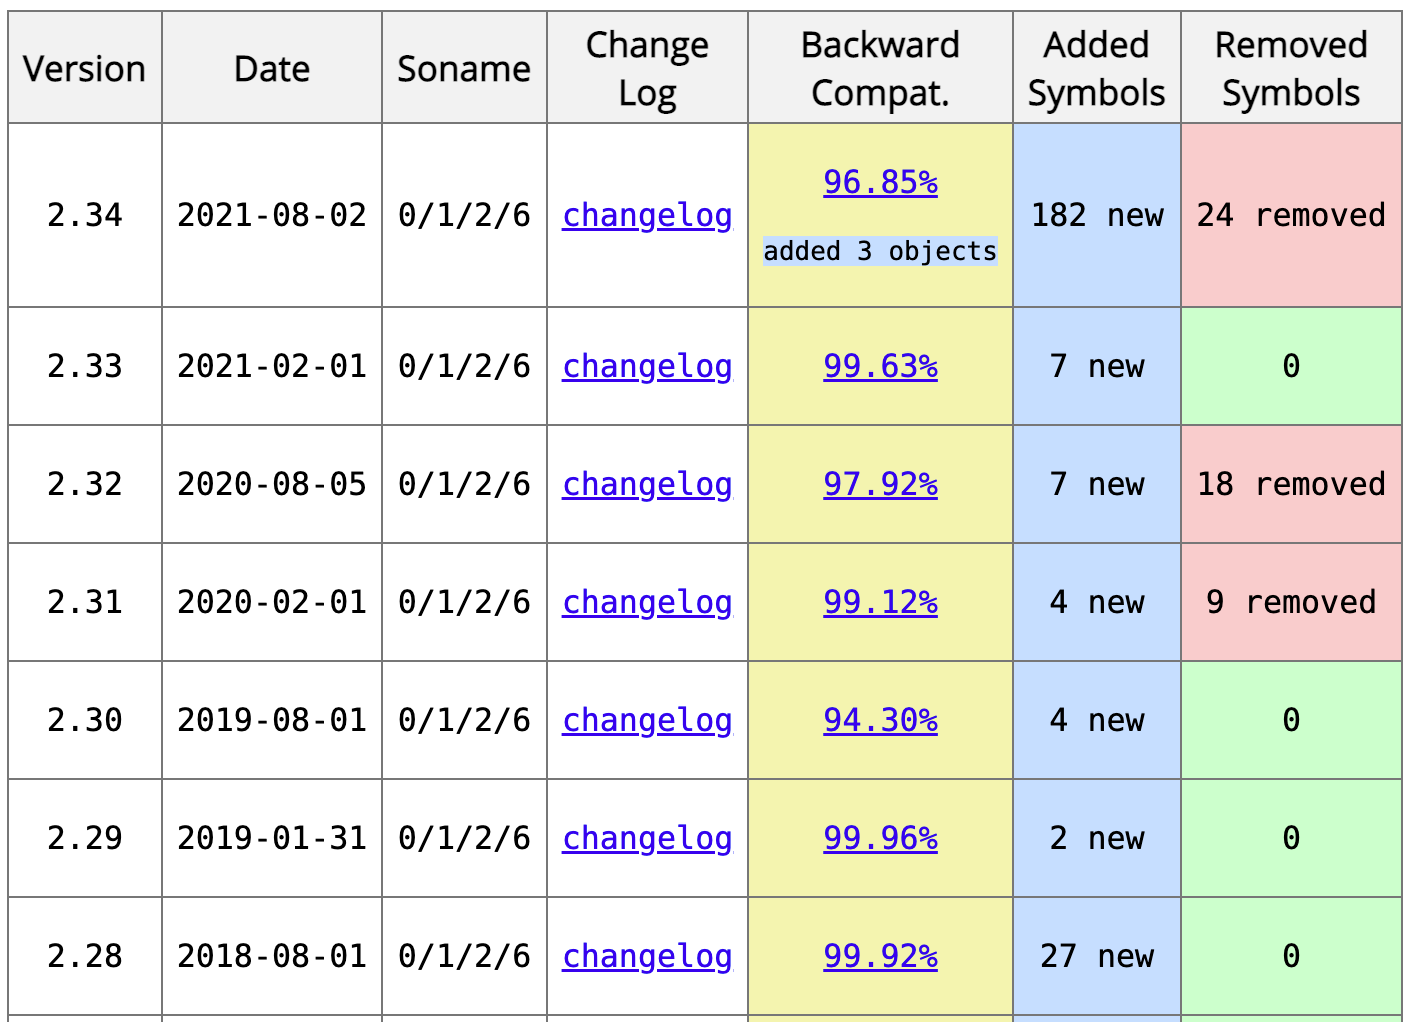 Version Date Soname Change Log Backward Compat. Added Symbols Removed Symbols
2.34 2021-08-02 0/1/2/6 changelog 96.85% added 3 objects 182 new 24 removed
2.33 2021-02-01 0/1/2/6 changelog 99.63% 7 new 0
2.32 2020-08-05 0/1/2/6 changelog 97.92% 7 new 18 removed
2.31 2020-02-01 0/1/2/6 changelog 99.12% 4 new 9 removed
2.30 2019-08-01 0/1/2/6 changelog 94.30% 4 new 0
2.29 2019-01-31 0/1/2/6 changelog 99.96% 2 new 0
2.28 2018-08-01 0/1/2/6 changelog 99.92% 27 new 0